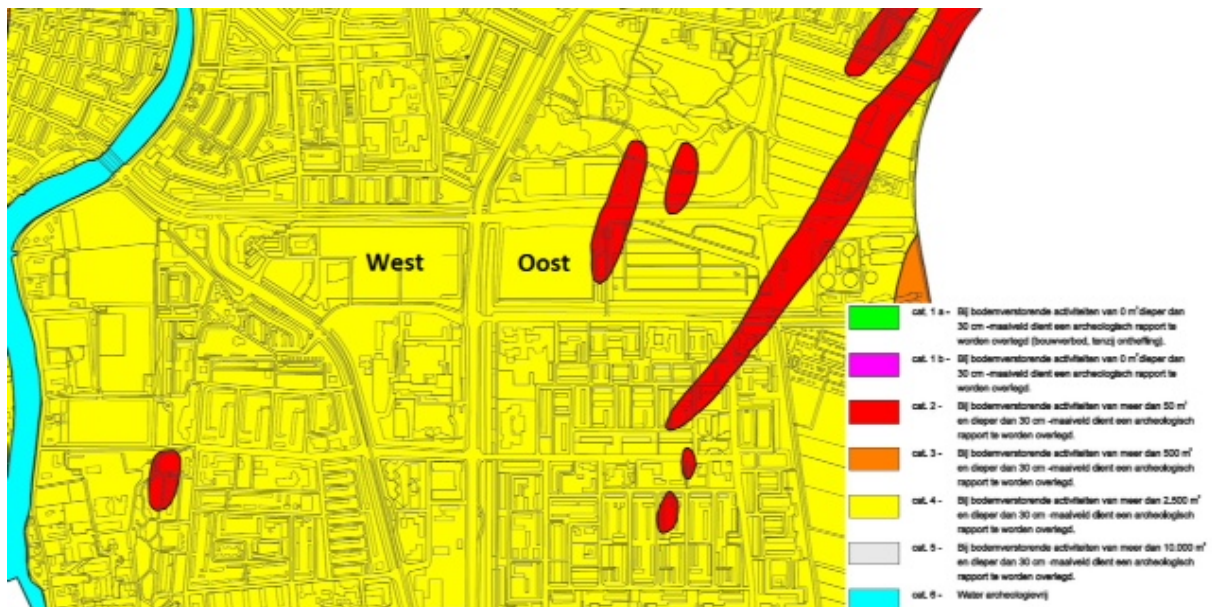 West
Oost
cat. 1 a - Bij bodemverstorende activiteiten van 0 m² dieper dan
30 cm -maaiveld dient een archeologisch rapport te
worden overlegd (bouwverbod, tenzij ontheffing).
cat. 1 b - Bij bodemverstorende activiteiten van 0 m² dieper dan
30 cm -maaiveld dient een archeologisch rapport te
worden overlegd.
cat. 2 - Bij bodemverstorende activiteiten van meer dan 50 m²
en dieper dan 30 cm -maaiveld dient een archeologisch
rapport te worden overlegd.
cat. 3 - Bij bodemverstorende activiteiten van meer dan 500 m²
en dieper dan 30 cm -maaiveld dient een archeologisch
rapport te worden overlegd.
cat. 4 - Bij bodemverstorende activiteiten van meer dan 2.500 m²
en dieper dan 30 cm -maaiveld dient een archeologisch
rapport te worden overlegd.
cat. 5 - Bij bodemverstorende activiteiten van meer dan 10.000 m²
en dieper dan 30 cm -maaiveld dient een archeologisch
rapport te worden overlegd.
cat. 6 - Water archeologievrij